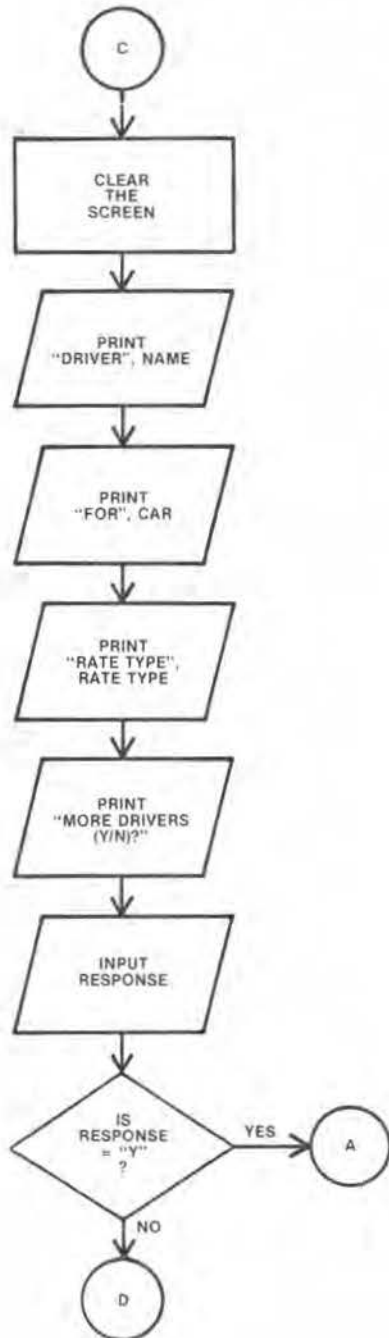 C
CLEAR
THE
SCREEN
PRINT
"DRIVER", NAME
PRINT
"FOR", CAR
PRINT
"RATE TYPE",
RATE TYPE
PRINT
"MORE DRIVERS
(Y/N)?"
INPUT
RESPONSE
IS
RESPONSE
= "Y"
?
YES
A
NO
D